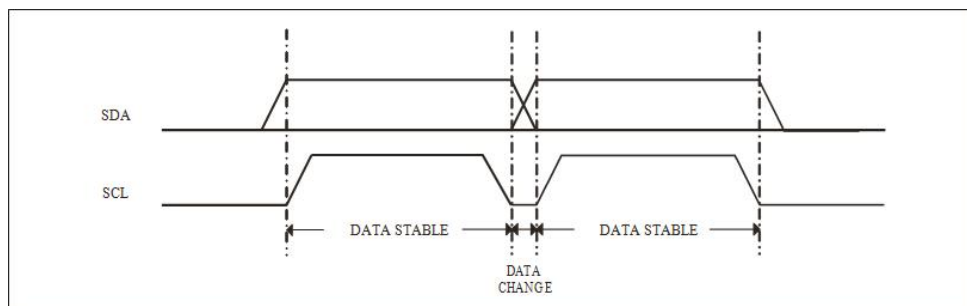 SDA
SCL
DATA STABLE
DATA STABLE
DATA
CHANGE